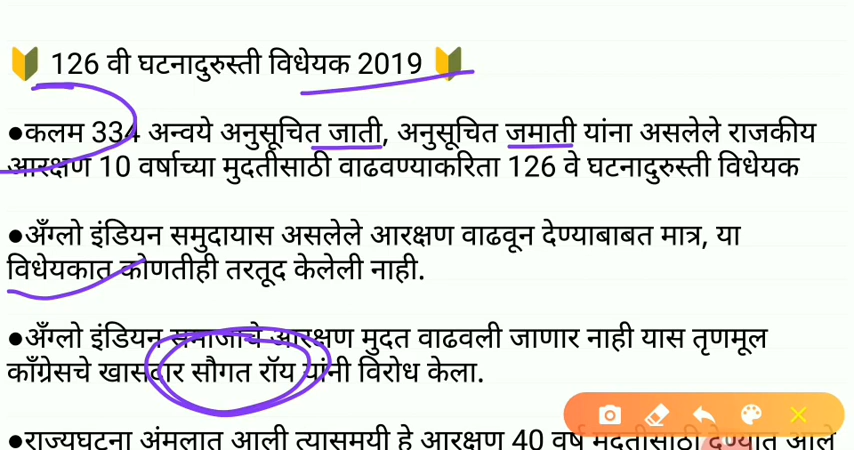 126 वी घटनादुरुस्ती विधेयक 2019
●कलम 334 अन्वये अनुसूचित जाती, अनुसूचित जमाती यांना असलेले राजकीय
आरक्षण 10 वर्षाच्या मुदतीसाठी वाढवण्याकरिता 126 वे घटनादुरुस्ती विधेयक
●अँग्लो इंडियन समुदायास असलेले आरक्षण वाढवून देण्याबाबत मात्र, या
विधेयकात कोणतीही तरतूद केलेली नाही.
●अँग्लो इंडियन समाजाचे आरक्षण मुदत वाढवली जाणार नाही यास तृणमूल
काँग्रेसचे खासदार सौगत रॉय यांनी विरोध केला.
●राज्यघटना अंमलात आली त्यासमयी हे आरक्षण 40 वर्ष मुदतीसाठी देण्यात आले